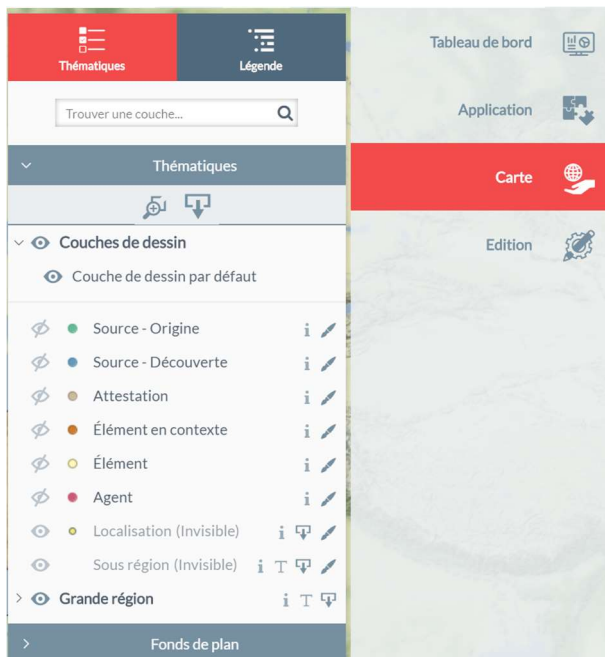 Thématiques
Légende
Trouver une couche...
Thématiques
Couches de dessin
Couche de dessin par défaut
Source - Origine
Source - Découverte
Attestation
Élément en contexte
Élément
Agent
Localisation (Invisible)
Sous région (Invisible)
Grande région
Fonds de plan
Tableau de bord
Application
Carte
Edition